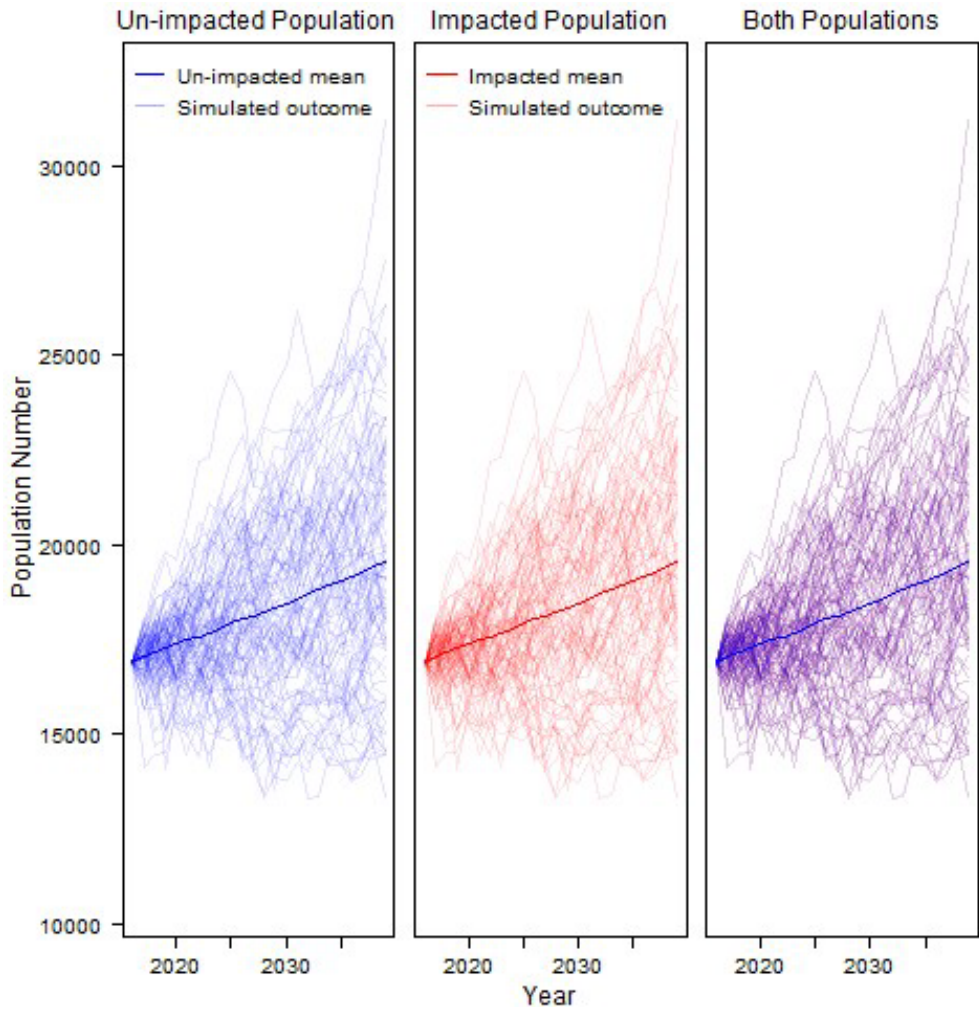 Un-impacted Population
Impacted Population
Both Populations
Un-impacted mean
Simulated outcome
Impacted mean
Simulated outcome
30000
25000
20000
15000
10000
Population Number
2020
2030
2020
2030
2020
2030
Year